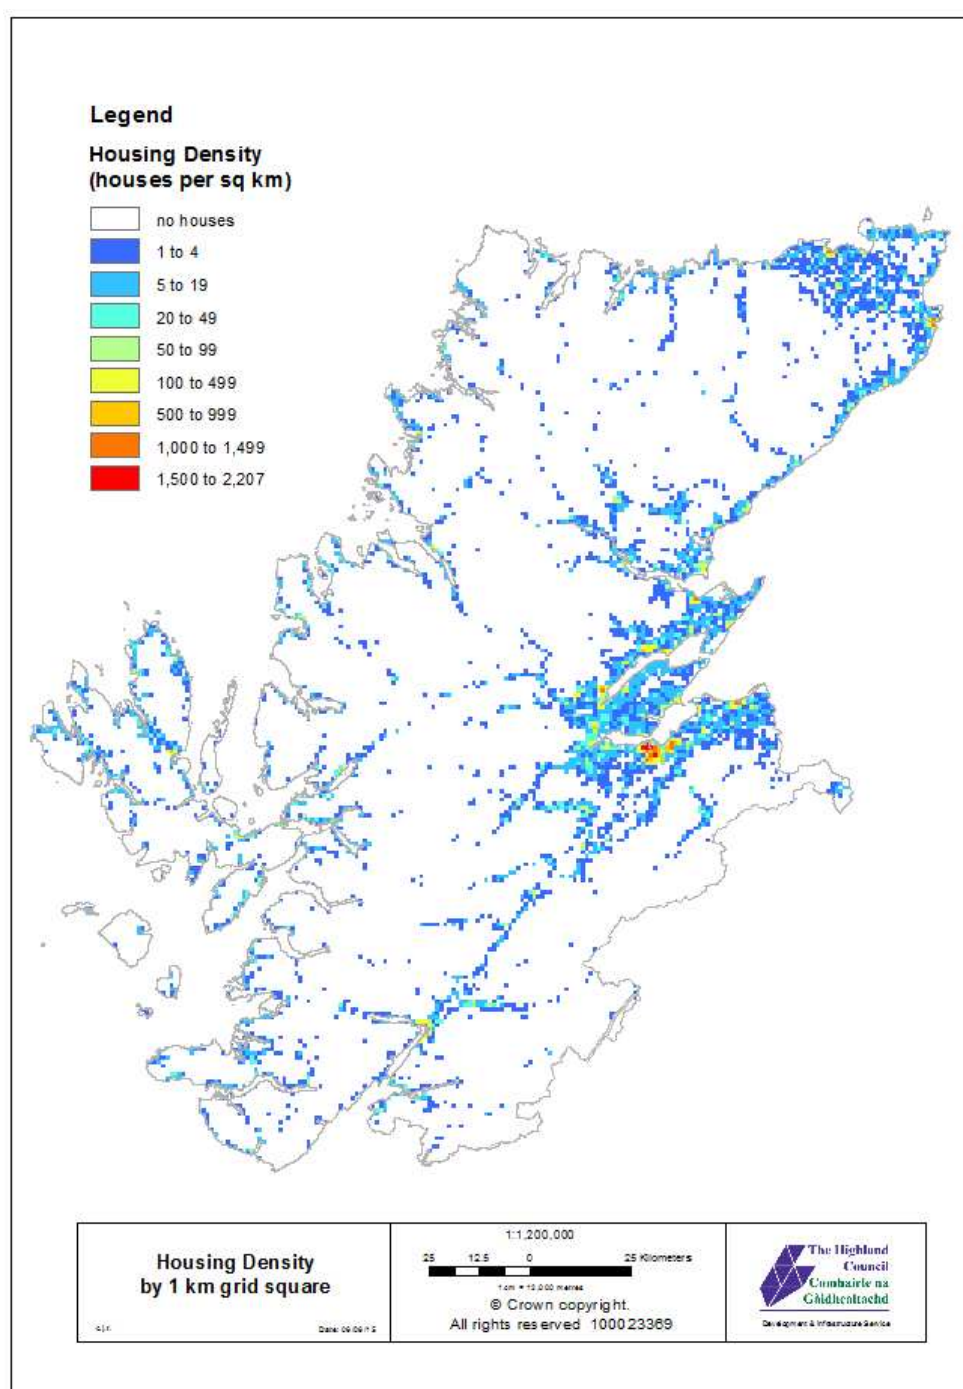 Legend
Housing Density
(houses per sq km)
no houses
1 to 4
5 to 19
20 to 49
50 to 99
100 to 499
500 to 999
1,000 to 1,499
1,500 to 2,207
Housing Density
by 1 km grid square
1:1,200,000
25 12.5 0 25 Kilometers
© Crown copyright.
All rights reserved 100023369
The Highland
Council
Comhairle na
Gàidhealtachd
Development & Infrastructure Service